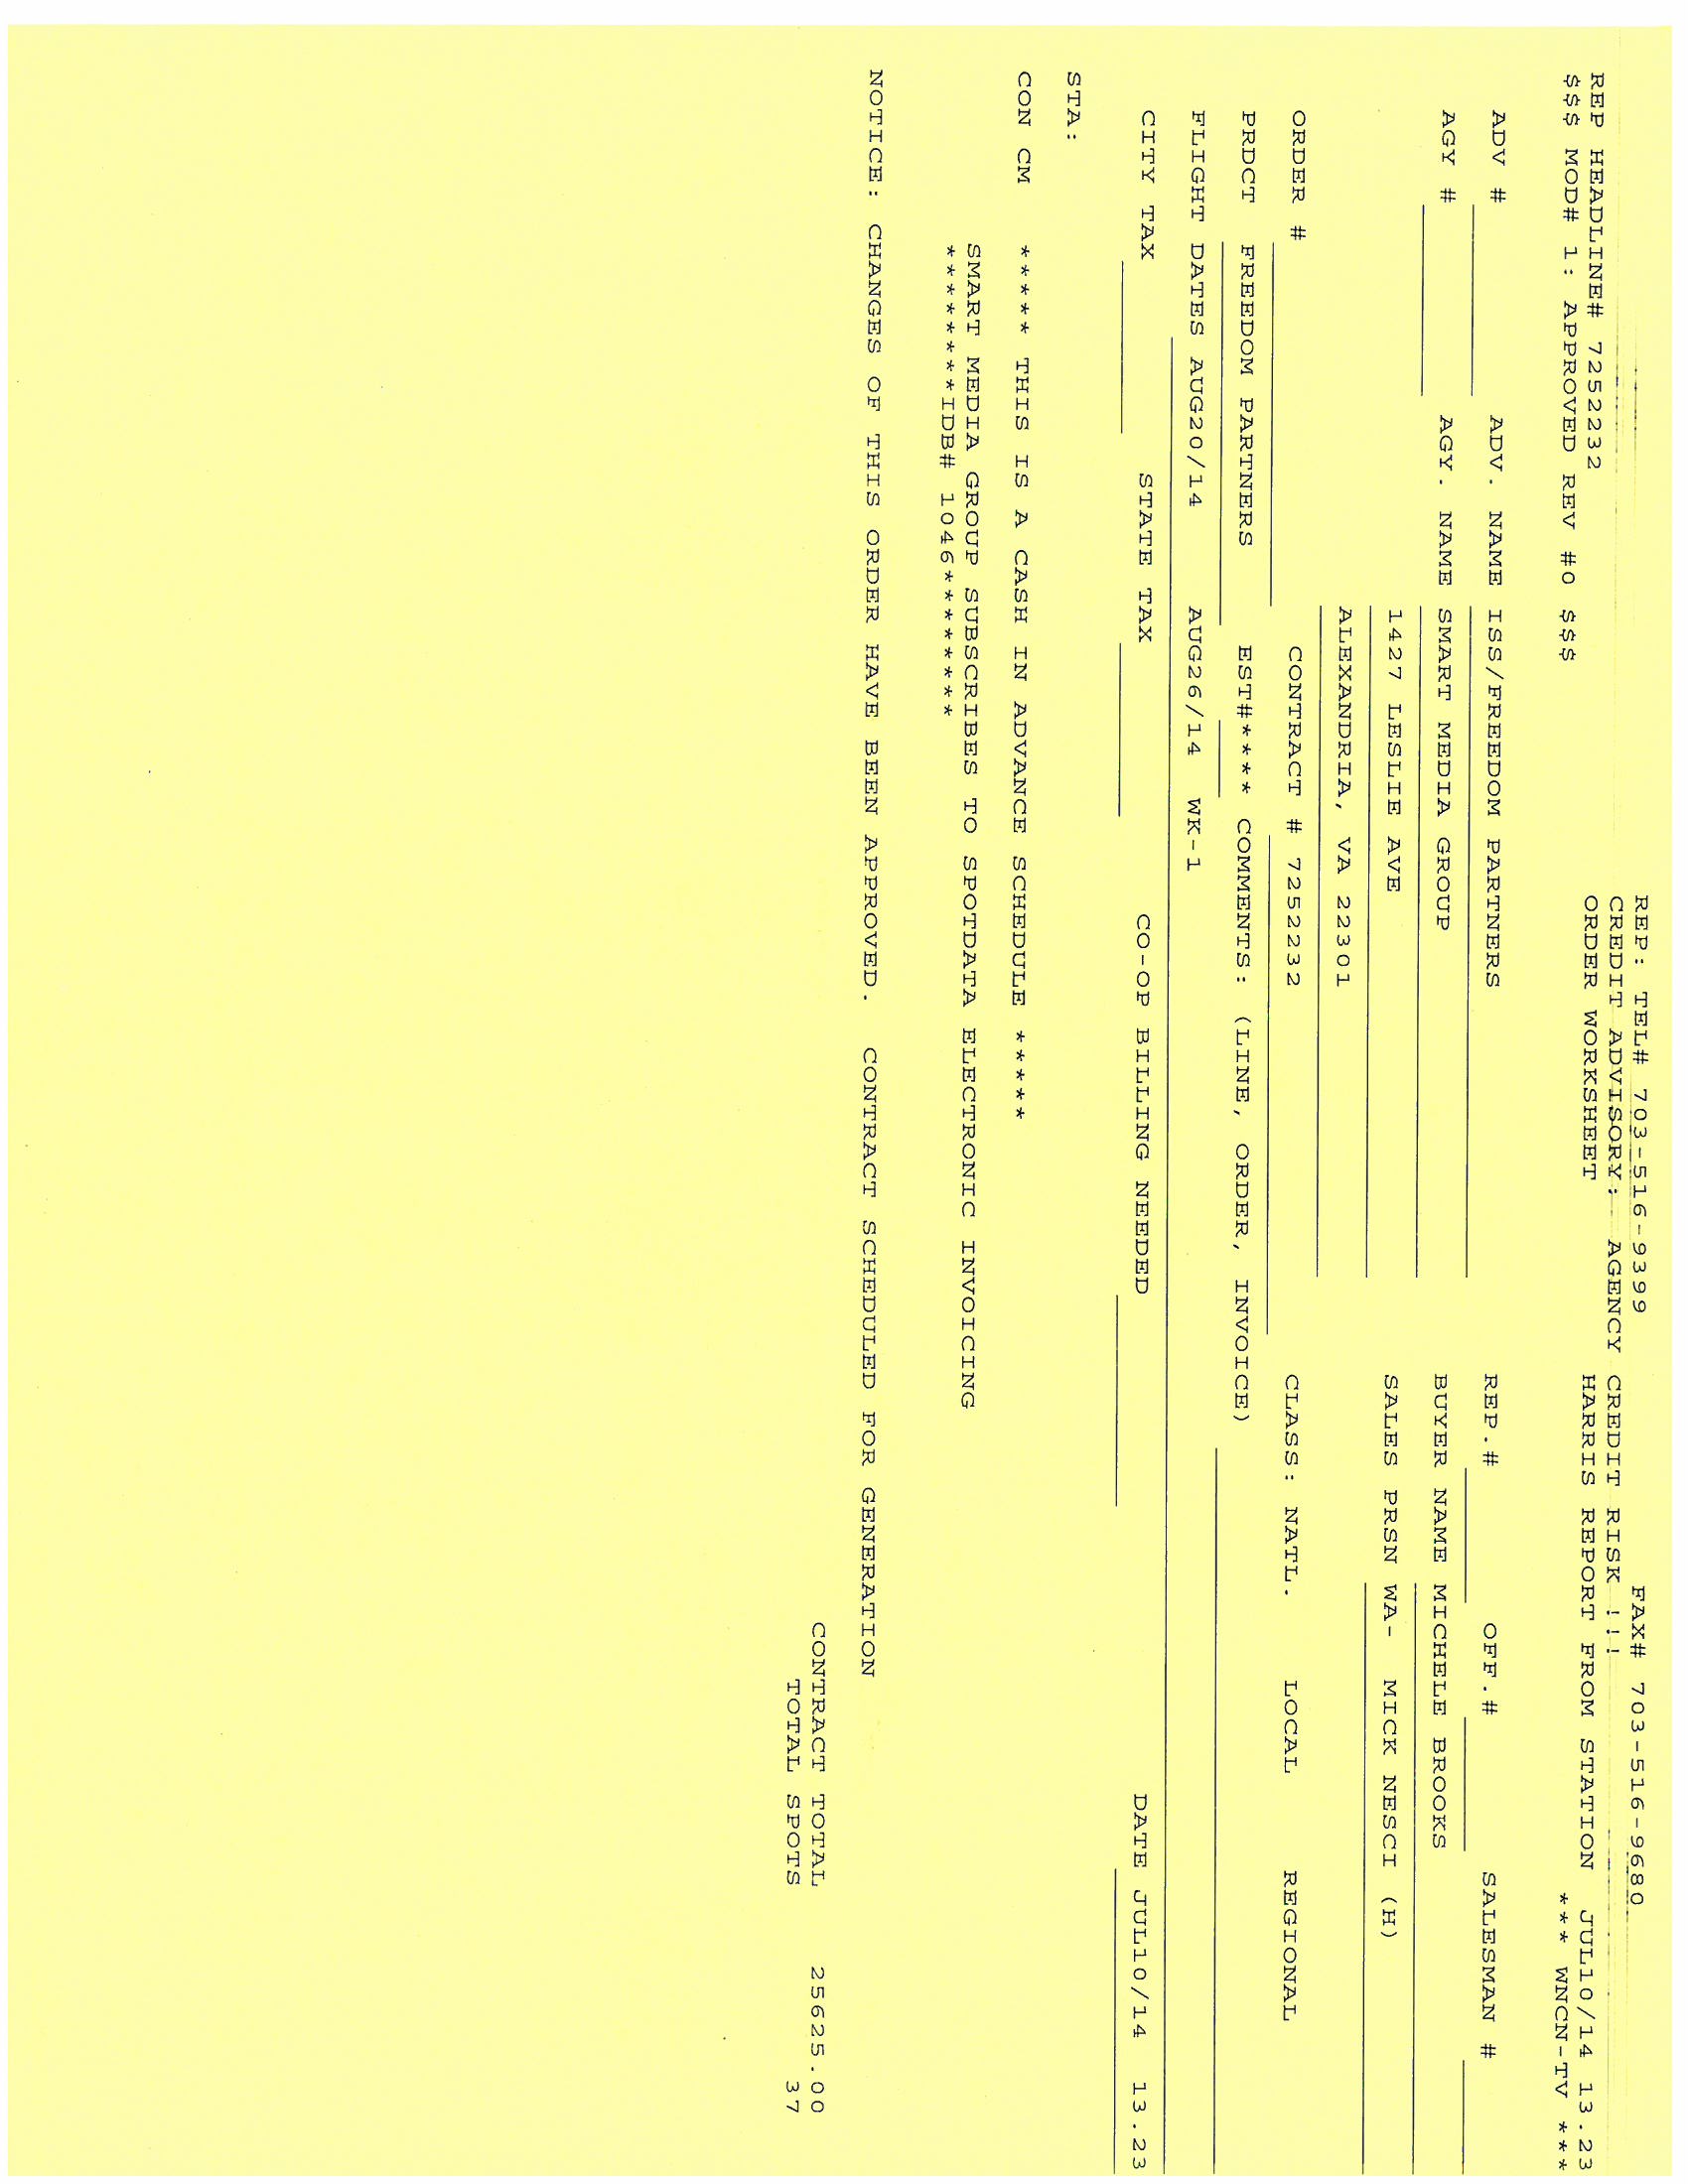 REP: TEL# 703-516-9399 FAX# 703-516-9680
CREDIT ADVISORY: AGENCY CREDIT RISK !!!
REP HEADLINE# 7252232 ORDER WORKSHEET HARRIS REPORT FROM STATION JUL10/14 13.23
$$$ MOD# 1: APPROVED REV #0 $$$ *** WNCN-TV ***
ADV # ADV. NAME ISS/FREEDOM PARTNERS REP.# OFF.# SALESMAN #
AGY # AGY. NAME SMART MEDIA GROUP BUYER NAME MICHELE BROOKS
1427 LESLIE AVE SALES PRSN WA- MICK NESCI (H)
ALEXANDRIA, VA 22301
ORDER # CONTRACT # 7252232 CLASS: NATL. LOCAL REGIONAL
PRDCT FREEDOM PARTNERS EST#**** COMMENTS: (LINE, ORDER, INVOICE)
FLIGHT DATES AUG20/14 AUG26/14 WK-1
CITY TAX STATE TAX CO-OP BILLING NEEDED DATE JUL10/14 13.23
STA:
CON CM ***** THIS IS A CASH IN ADVANCE SCHEDULE *****
SMART MEDIA GROUP SUBSCRIBES TO SPOTDATA ELECTRONIC INVOICING
********IDB# 1046********
NOTICE: CHANGES OF THIS ORDER HAVE BEEN APPROVED. CONTRACT SCHEDULED FOR GENERATION
CONTRACT TOTAL 25625.00
TOTAL SPOTS 37